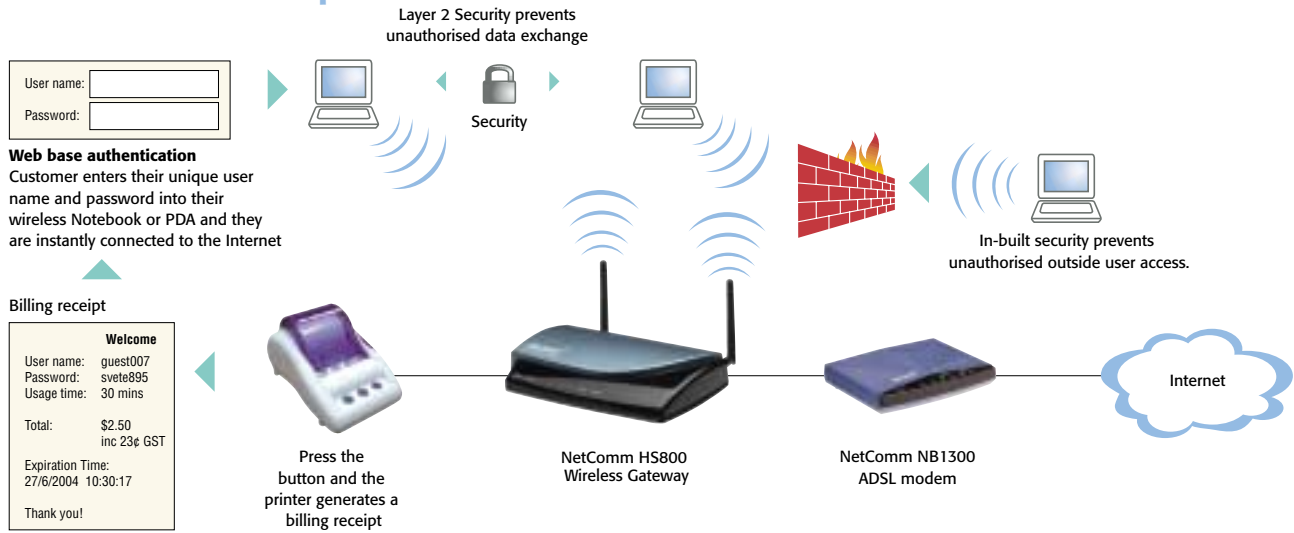 Layer 2 Security prevents
unauthorised data exchange
User name:
Password:
Security
Web base authentication
Customer enters their unique user
name and password into their
wireless Notebook or PDA and they
are instantly connected to the Internet
In-built security prevents
unauthorised outside user access.
Billing receipt
Welcome
User name: guest007
Password: svete895
Usage time: 30 mins
Total: $2.50
inc 23¢ GST
Expiration Time:
27/6/2004 10:30:17
Thank you!
Press the
button and the
printer generates a
billing receipt
NetComm HS800
Wireless Gateway
NetComm NB1300
ADSL modem
Internet